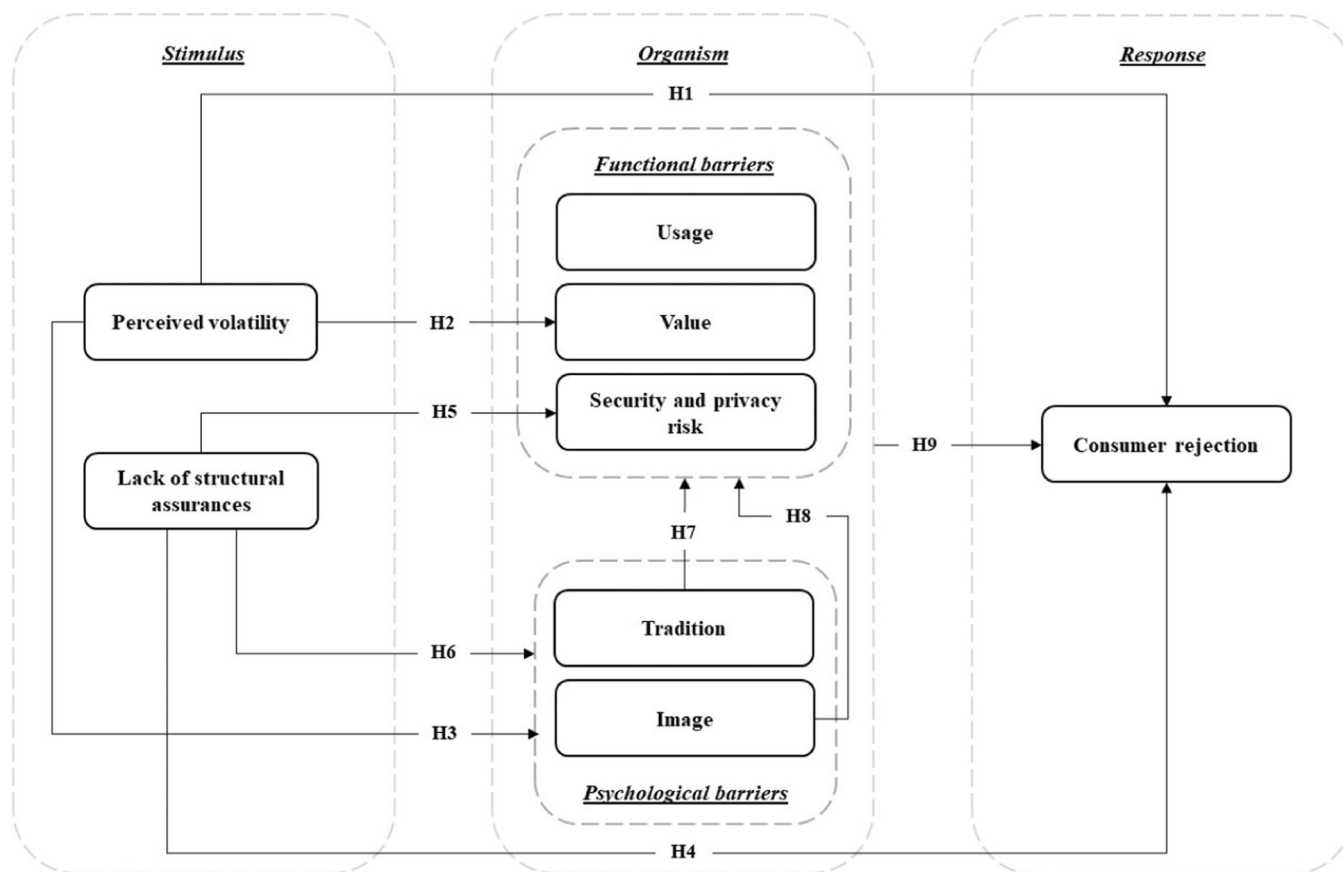 Stimulus
Organism
Response
H1
Functional barriers
Usage
Perceived volatility
H2
Value
H5
Security and privacy
risk
Lack of structural
assurances
H9
Consumer rejection
H8
H7
Tradition
H6
Image
H3
Psychological barriers
H4